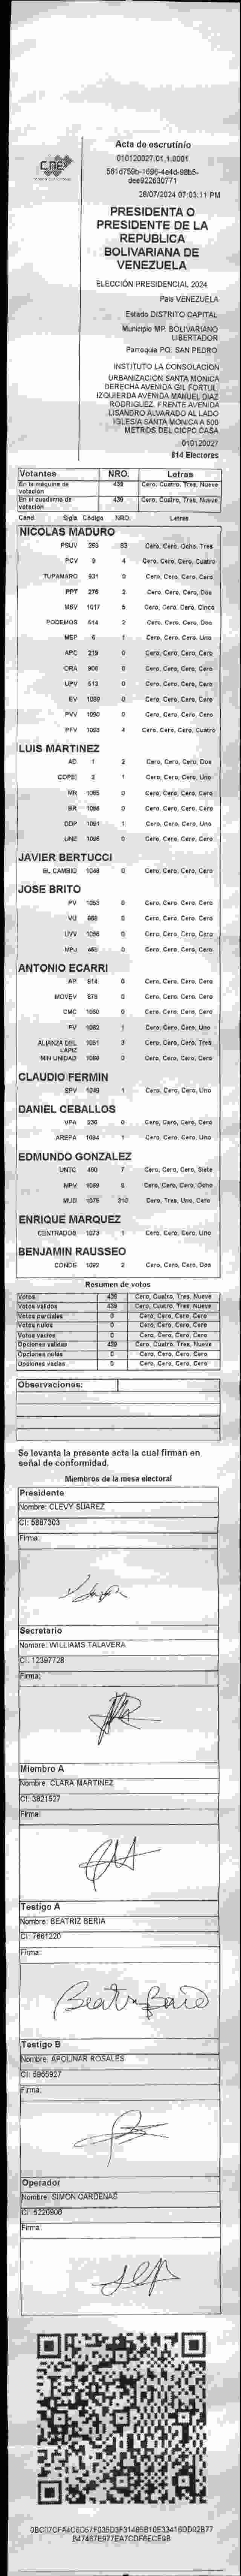 CNE
Acta de escrutinio
010120027.01.1.0001
28/07/2024 07:03:11 PM
PRESIDENTA O
PRESIDENTE DE LA
REPUBLICA
BOLIVARIANA DE
VENEZUELA
ELECCIÓN PRESIDENCIAL 2024
Pais VENEZUELA
Estado DISTRITO CAPITAL
Municipio MP. BOLIVARIANO
LIBERTADOR
Parroquia PQ. SAN PEDRO
INSTITUTO LA CONSOLACION
URBANIZACION SANTA MONICA
DERECHA AVENIDA GIL FORTUL
IZQUIERDA AVENIDA MANUEL DIAZ
RODRIGUEZ. FRENTE AVENIDA
LISANDRO ALVARADO AL LADO
IGLESIA SANTA MONICA A 500
METROS DEL CICPC CASA
010120027
814 Electores
Votantes NRO. Letras
En la máquina de votación 439 Cero, Cuatro, Tres, Nueve
En el cuaderno de votación 439 Cero, Cuatro, Tres, Nueve
Cand Sigla Código NRO Letras
NICOLAS MADURO
PSUV 269 83 Cero, Cero, Ocho, Tres
PCV 9 4 Cero, Cero, Cero, Cuatro
TUPAMARO 931 0 Cero, Cero, Cero, Cero
PPT 276 2 Cero, Cero, Cero, Dos
MSV 1017 5 Cero, Cero, Cero, Cinco
PODEMOS 614 2 Cero, Cero, Cero, Dos
MEP 6 1 Cero, Cero, Cero, Uno
APC 219 0 Cero, Cero, Cero, Cero
ORA 906 0 Cero, Cero, Cero, Cero
UPV 513 0 Cero, Cero, Cero, Cero
EV 1089 0 Cero, Cero, Cero, Cero
PVV 1090 0 Cero, Cero, Cero, Cero
PFV 1093 4 Cero, Cero, Cero, Cuatro
LUIS MARTINEZ
AD 1 2 Cero, Cero, Cero, Dos
COPEI 2 1 Cero, Cero, Cero, Uno
MR 1065 0 Cero, Cero, Cero, Cero
BR 1086 0 Cero, Cero, Cero, Cero
DDP 1091 1 Cero, Cero, Cero, Uno
UNE 1095 0 Cero, Cero, Cero, Cero
JAVIER BERTUCCI
EL CAMBIO 1048 0 Cero, Cero, Cero, Cero
JOSE BRITO
PV 1053 0 Cero, Cero, Cero, Cero
VU 868 0 Cero, Cero, Cero, Cero
UVV 1056 0 Cero, Cero, Cero, Cero
MPJ 468 0 Cero, Cero, Cero, Cero
ANTONIO ECARRI
AP 914 0 Cero, Cero, Cero, Cero
MOVEV 875 0 Cero, Cero, Cero, Cero
CMC 1050 0 Cero, Cero, Cero, Cero
FV 1062 1 Cero, Cero, Cero, Uno
ALIANZA DEL LAPIZ 1081 3 Cero, Cero, Cero, Tres
MIN UNIDAD 1069 0 Cero, Cero, Cero, Cero
CLAUDIO FERMIN
SPV 1049 1 Cero, Cero, Cero, Uno
DANIEL CEBALLOS
VPA 236 0 Cero, Cero, Cero, Cero
AREPA 1094 1 Cero, Cero, Cero, Uno
EDMUNDO GONZALEZ
UNTC 460 7 Cero, Cero, Cero, Siete
MPV 1069 8 Cero, Cero, Cero, Ocho
MUD 1075 310 Cero, Tres, Uno, Cero
ENRIQUE MARQUEZ
CENTRADOS 1073 1 Cero, Cero, Cero, Uno
BENJAMIN RAUSSEO
CONDE 1092 2 Cero, Cero, Cero, Dos
Resumen de votos
Votos 439 Cero, Cuatro, Tres, Nueve
Votos válidos 439 Cero, Cuatro, Tres, Nueve
Votos parciales 0 Cero, Cero, Cero, Cero
Votos nulos 0 Cero, Cero, Cero, Cero
Votos vacíos 0 Cero, Cero, Cero, Cero
Opciones válidas 439 Cero, Cuatro, Tres, Nueve
Opciones nulas 0 Cero, Cero, Cero, Cero
Opciones vacías 0 Cero, Cero, Cero, Cero
Observaciones:
Se levanta la presente acta la cual firman en
señal de conformidad.
Miembros de la mesa electoral
Presidente
Nombre: CLEVY SUAREZ
CI: 5887303
Firma:
Secretario
Nombre: WILLIAMS TALAVERA
CI: 12397728
Firma:
Miembro A
Nombre: CLARA MARTINEZ
CI: 3821527
Firma:
Testigo A
Nombre: BEATRIZ BERIA
CI: 7661220
Firma:
Testigo B
Nombre: APOLINAR ROSALES
CI: 5965927
Firma:
Operador
Nombre: SIMON CARDENAS
CI: 5220908
Firma: